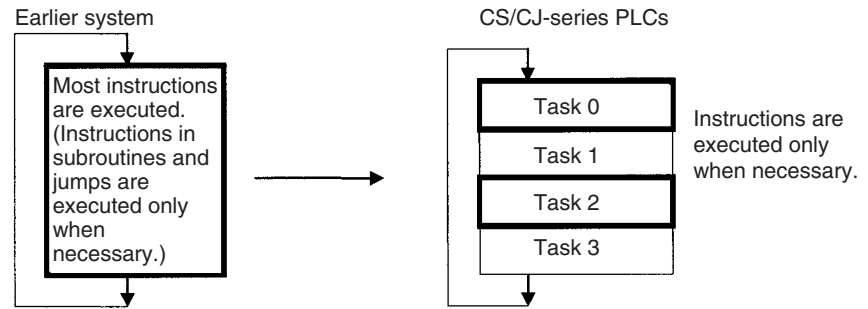 Earlier system
Most instructions
are executed.
(Instructions in
subroutines and
jumps are
executed only
when
necessary.)
CS/CJ-series PLCs
Task 0
Task 1
Task 2
Task 3
Instructions are
executed only
when necessary.